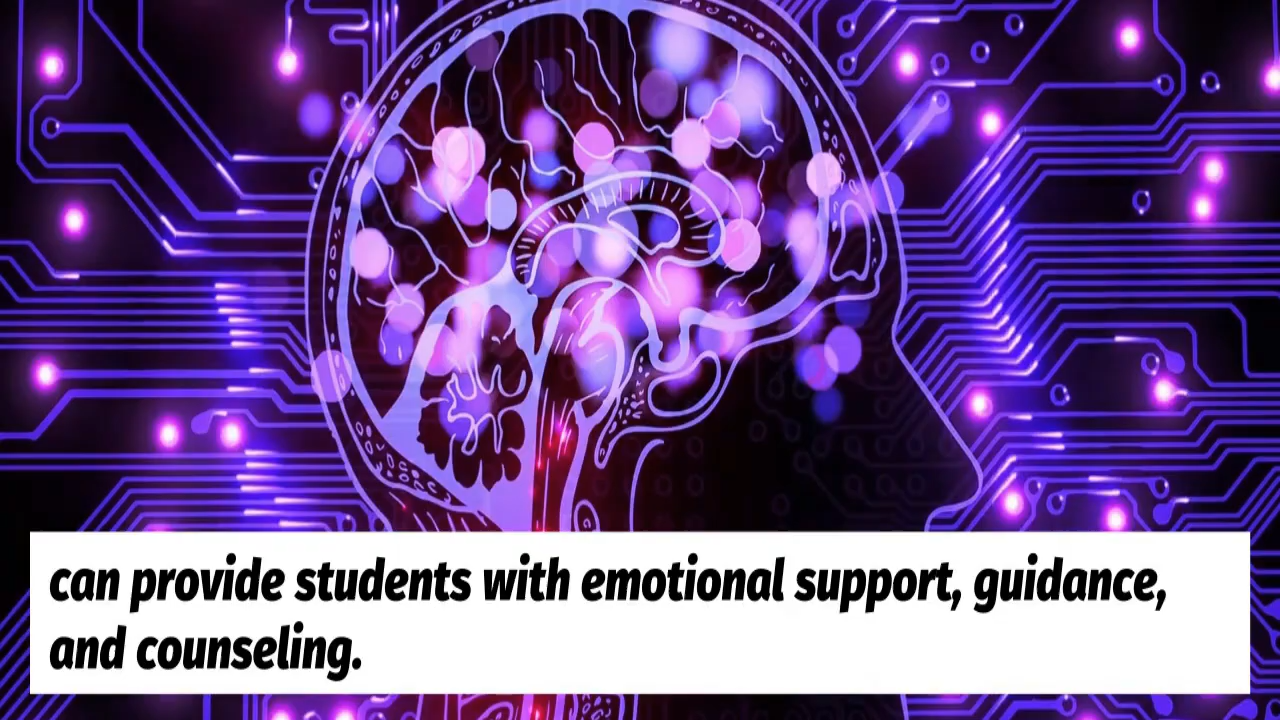 can provide students with emotional support, guidance,
and counseling.